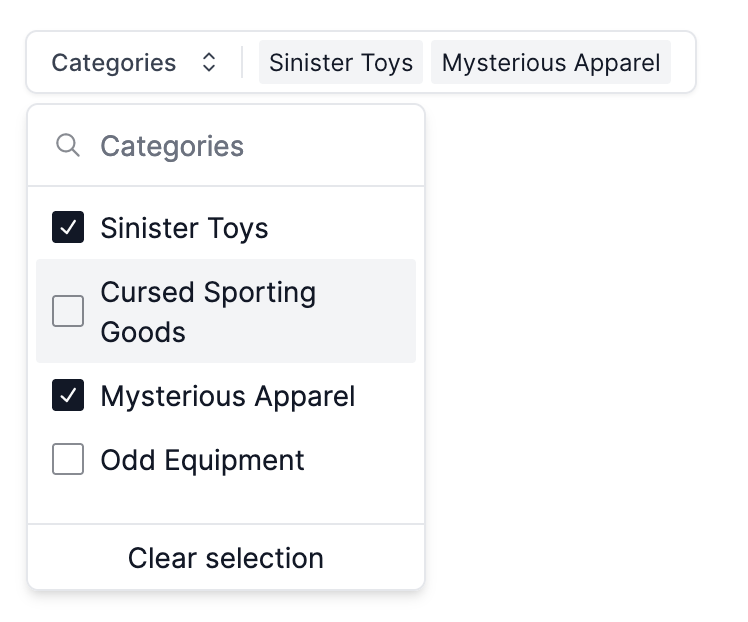 Categories Sinister Toys Mysterious Apparel
Categories
Sinister Toys
Cursed Sporting
Goods
Mysterious Apparel
Odd Equipment
Clear selection